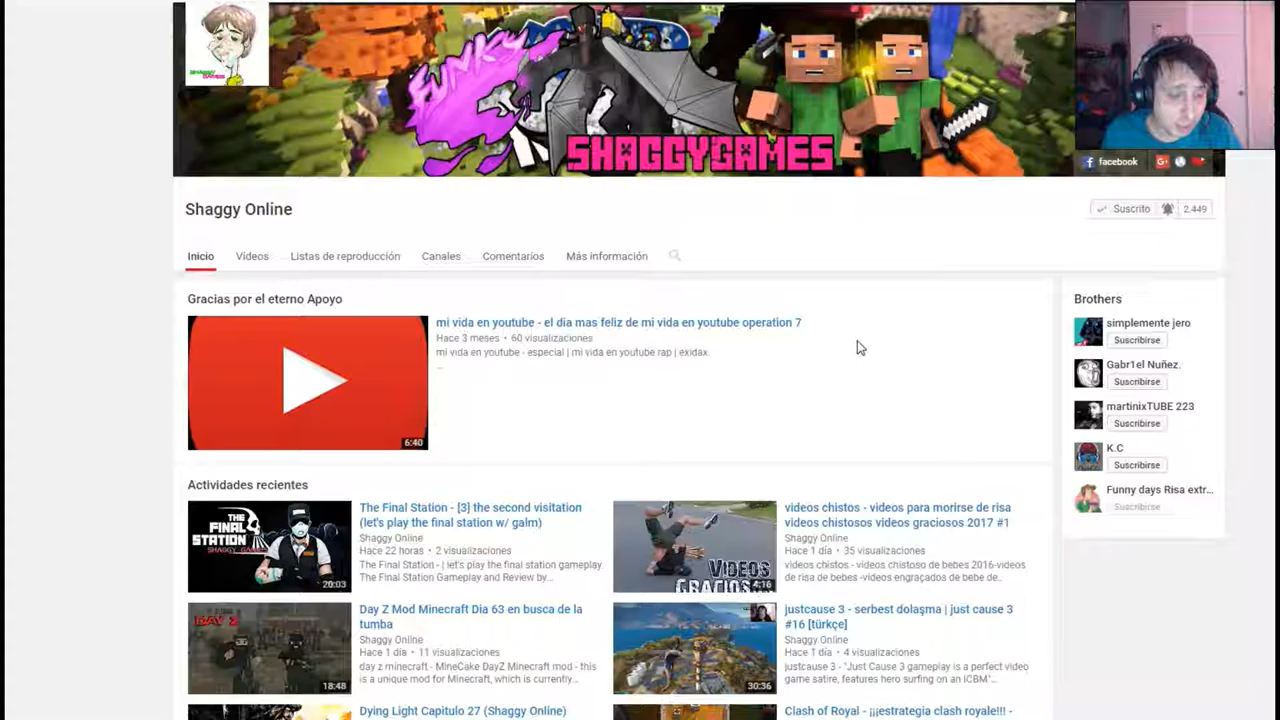 SHAGGYGAMES
facebook
Shaggy Online
Suscrito 2.449
Inicio Vídeos Listas de reproducción Canales Comentarios Más información
Gracias por el eterno Apoyo
mi vida en youtube - el dia mas feliz de mi vida en youtube operation 7
Hace 3 meses • 60 visualizaciones
mi vida en youtube - especial | mi vida en youtube rap | exidax.
...
6:40
Brothers
simplemente jero
Suscribirse
Gabr1el Nuñez.
Suscribirse
martinixTUBE 223
Suscribirse
K.C
Suscribirse
Funny days Risa extr...
Suscribirse
Actividades recientes
THE FINAL STATION
SHAGGY GAMES
20:03
The Final Station - [3] the second visitation
(let's play the final station w/ galm)
Shaggy Online
Hace 22 horas • 2 visualizaciones
The Final Station - | let's play the final station gameplay
The Final Station Gameplay and Review by...
VIDEOS
GRACIOSOS
4:16
videos chistos - videos para morirse de risa
videos chistosos videos graciosos 2017 #1
Shaggy Online
Hace 1 día • 35 visualizaciones
videos chistos - videos chistoso de bebes 2016-videos
de risa de bebes -videos engraçados de bebe de...
18:48
Day Z Mod Minecraft Dia 63 en busca de la
tumba
Shaggy Online
Hace 1 día • 11 visualizaciones
day z minecraft - MineCake DayZ Minecraft mod - this
is a unique mod for Minecraft, which is currently...
30:36
justcause 3 - serbest dolaşma | just cause 3
#16 [türkçe]
Shaggy Online
Hace 1 día • 4 visualizaciones
justcause 3 - "Just Cause 3 gameplay is a perfect video
game satire, features hero surfing on an ICBM"...
Dying Light Capitulo 27 (Shaggy Online)
Clash of Royal - ¡¡¡estrategia clash royale!!! -